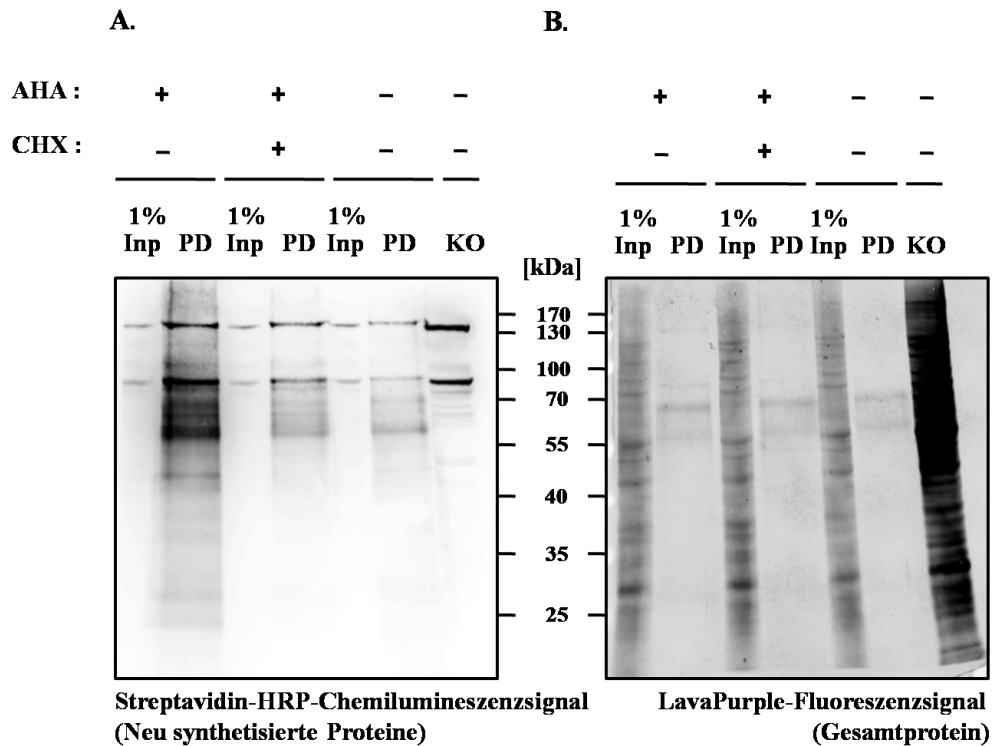 A.
B.
AHA : + + – – + + – –
CHX : – + – – – + – –
1% 1% 1% 1% 1% 1%
Inp PD Inp PD Inp PD KO Inp PD Inp PD Inp PD KO
[kDa]
170
130
100
70
55
40
35
25
Streptavidin-HRP-Chemilumineszenzsignal
(Neu synthetisierte Proteine)
LavaPurple-Fluoreszenzsignal
(Gesamtprotein)